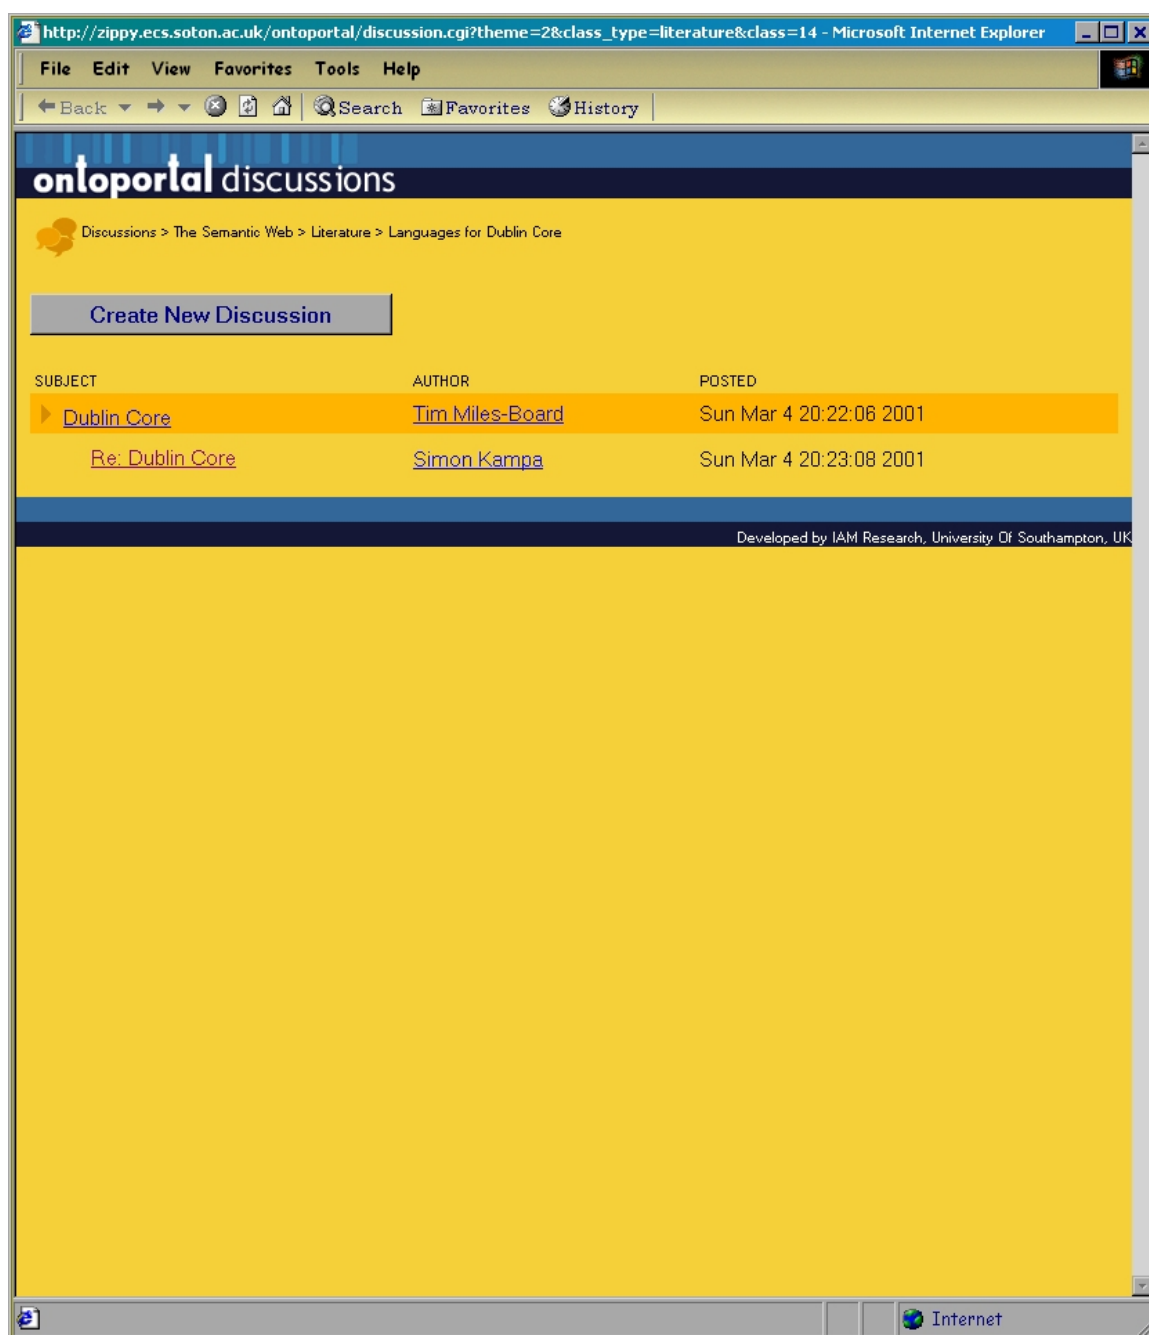 http://zippy.ecs.soton.ac.uk/ontoportal/discussion.cgi?theme=2&class_type=literature&class=14 - Microsoft Internet Explorer
File Edit View Favorites Tools Help
Back Search Favorites History
ontoportal discussions
Discussions > The Semantic Web > Literature > Languages for Dublin Core
Create New Discussion
SUBJECT AUTHOR POSTED
Dublin Core Tim Miles-Board Sun Mar 4 20:22:06 2001
Re: Dublin Core Simon Kampa Sun Mar 4 20:23:08 2001
Developed by IAM Research, University Of Southampton, UK
Internet